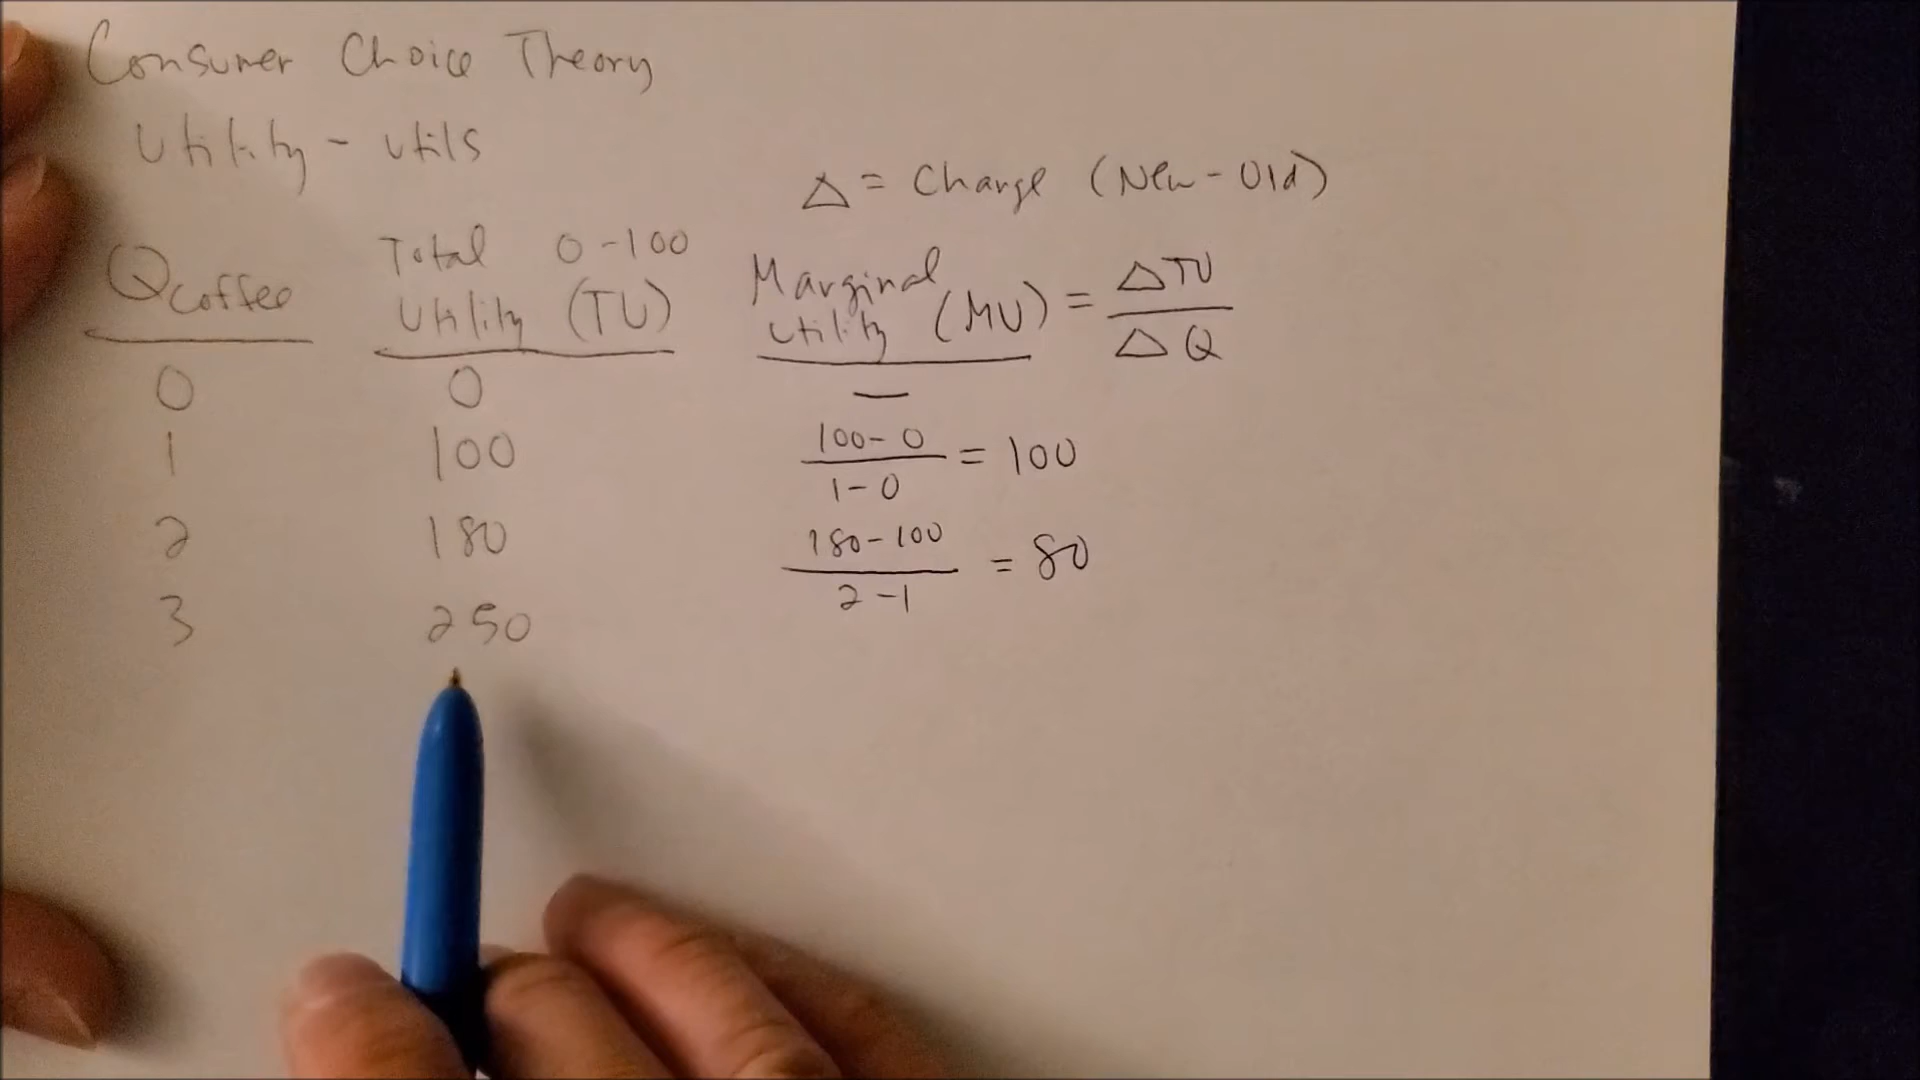 Consumer Choice Theory
Utility - utils
Δ = Change (New - Old)
Qcoffee
Total 0-100
Utility (TU)
Marginal
utility (MU) = ΔTU
ΔQ
0 0 —
1 100 100-0 = 100
1-0
2 180 180-100 = 80
2-1
3 250